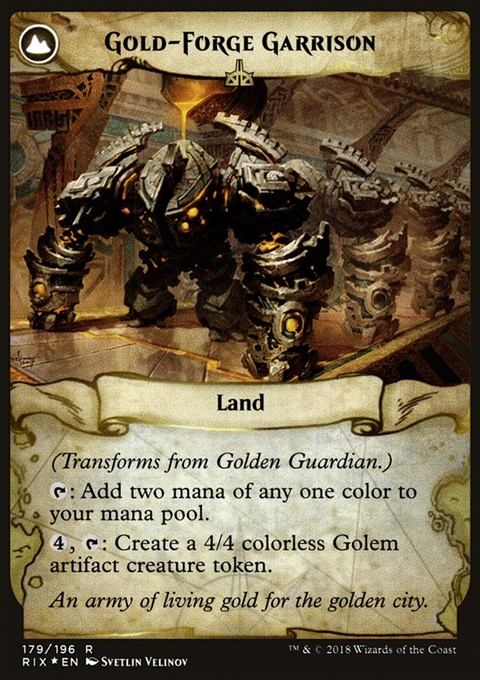 Gold-Forge Garrison
Land
(Transforms from Golden Guardian.)
: Add two mana of any one color to
your mana pool.
4, : Create a 4/4 colorless Golem
artifact creature token.
An army of living gold for the golden city.
179/196 R
RIX★EN Svetlin Velinov
™ & © 2018 Wizards of the Coast